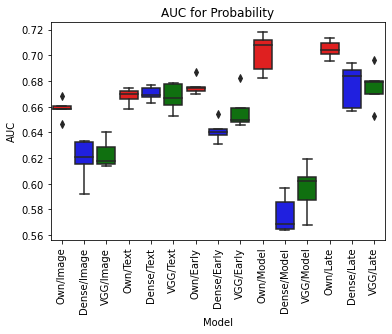 AUC for Probability
AUC
0.72
0.70
0.68
0.66
0.64
0.62
0.60
0.58
0.56
Own/Image
Dense/Image
VGG/Image
Own/Text
Dense/Text
VGG/Text
Own/Early
Dense/Early
VGG/Early
Own/Model
Dense/Model
VGG/Model
Own/Late
Dense/Late
VGG/Late
Model